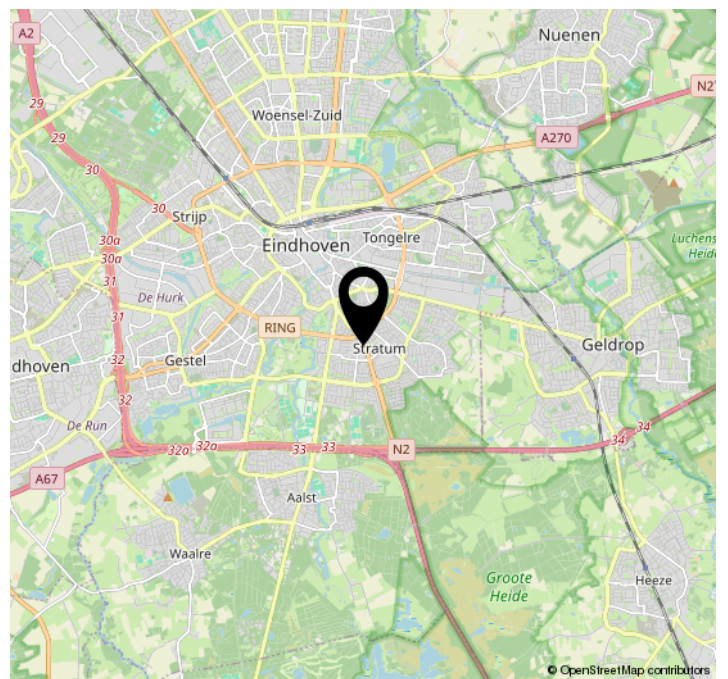 A2
Nuenen
29
N27
Woensel-Zuid
29
A270
30
30
Strijp
30a
Eindhoven
Tongelre
Luchens
Heide
30a
31
De Hurk
31
RING
Stratum
Geldrop
32
Gestel
dhoven
32
De Run
34
34
32a
32a
33
33
N2
A67
Aalst
Waalre
Groote
Heide
Heeze
© OpenStreetMap contributors